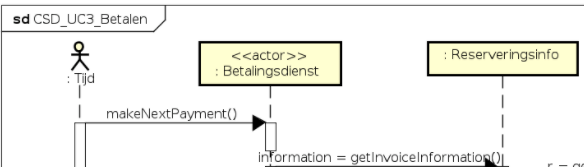 sd CSD_UC3_Betalen
: Tijd
<<actor>>
: Betalingsdienst
: Reserveringsinfo
makeNextPayment()
information = getInvoiceInformation()